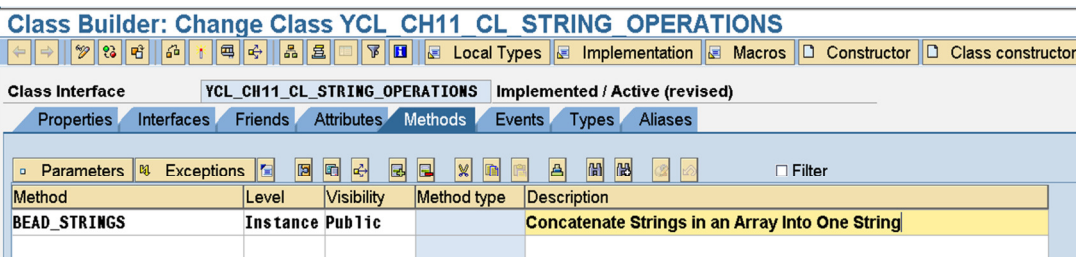 Class Builder: Change Class YCL_CH11_CL_STRING_OPERATIONS
Local Types Implementation Macros Constructor Class constructor
Class Interface YCL_CH11_CL_STRING_OPERATIONS Implemented / Active (revised)
Properties Interfaces Friends Attributes Methods Events Types Aliases
Parameters Exceptions Filter
Method Level Visibility Method type Description
BEAD_STRINGS Instance Public Concatenate Strings in an Array Into One String